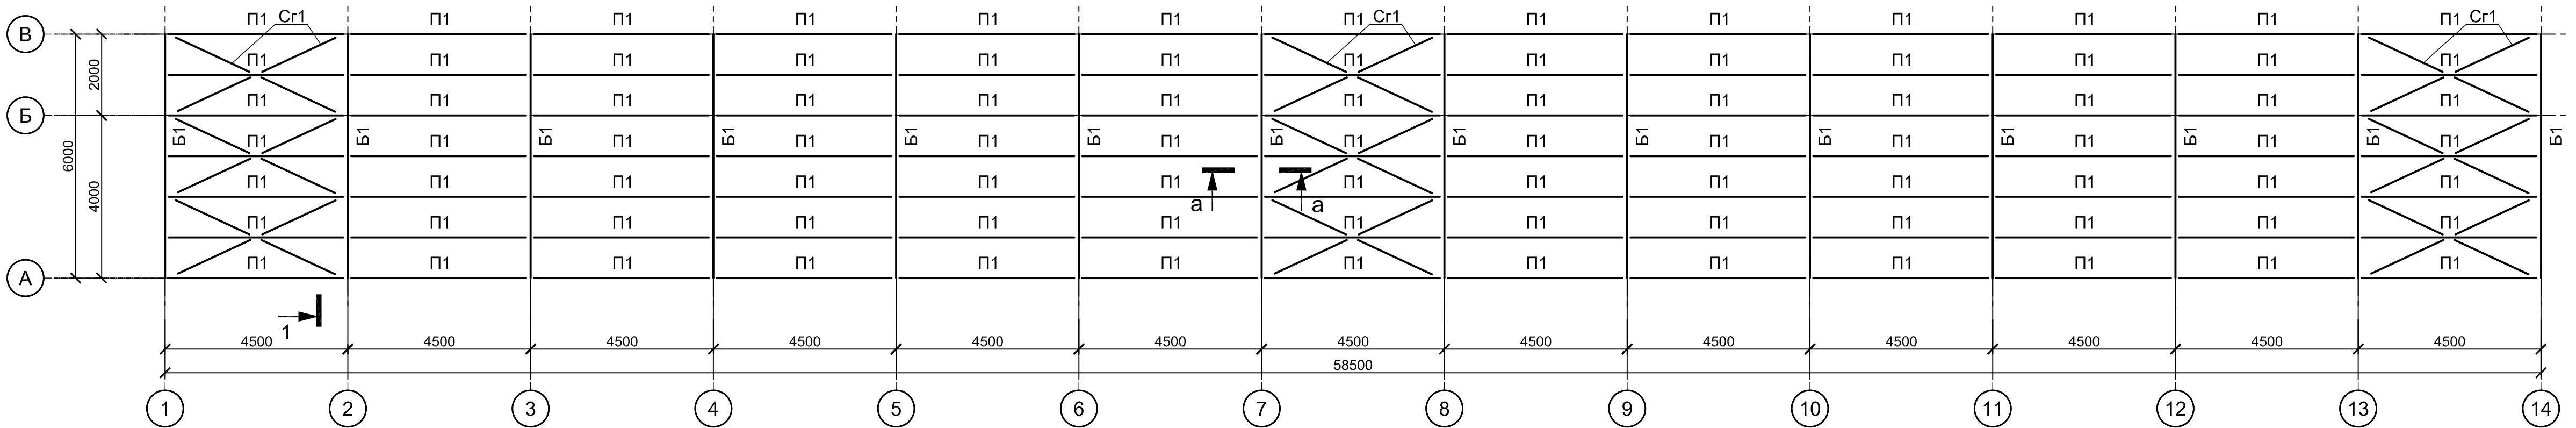 П1 Сг1 П1 П1 П1 П1 П1 П1 Сг1 П1 П1 П1 П1 П1 П1 Сг1
В
2000 П1 П1 П1 П1 П1 П1 П1 П1 П1 П1 П1 П1 П1
П1 П1 П1 П1 П1 П1 П1 П1 П1 П1 П1 П1 П1
Б
Б1 П1 Б1 П1 Б1 П1 Б1 П1 Б1 П1 Б1 П1 Б1 П1 Б1 П1 Б1 П1 Б1 П1 Б1 П1 Б1 П1 Б1 П1 Б1
6000
4000 П1 П1 П1 П1 П1 П1 П1 П1 П1 П1 П1 П1 П1
а а
П1 П1 П1 П1 П1 П1 П1 П1 П1 П1 П1 П1 П1
П1 П1 П1 П1 П1 П1 П1 П1 П1 П1 П1 П1 П1
А
1
4500 4500 4500 4500 4500 4500 4500 4500 4500 4500 4500 4500 4500
58500
1 2 3 4 5 6 7 8 9 10 11 12 13 14